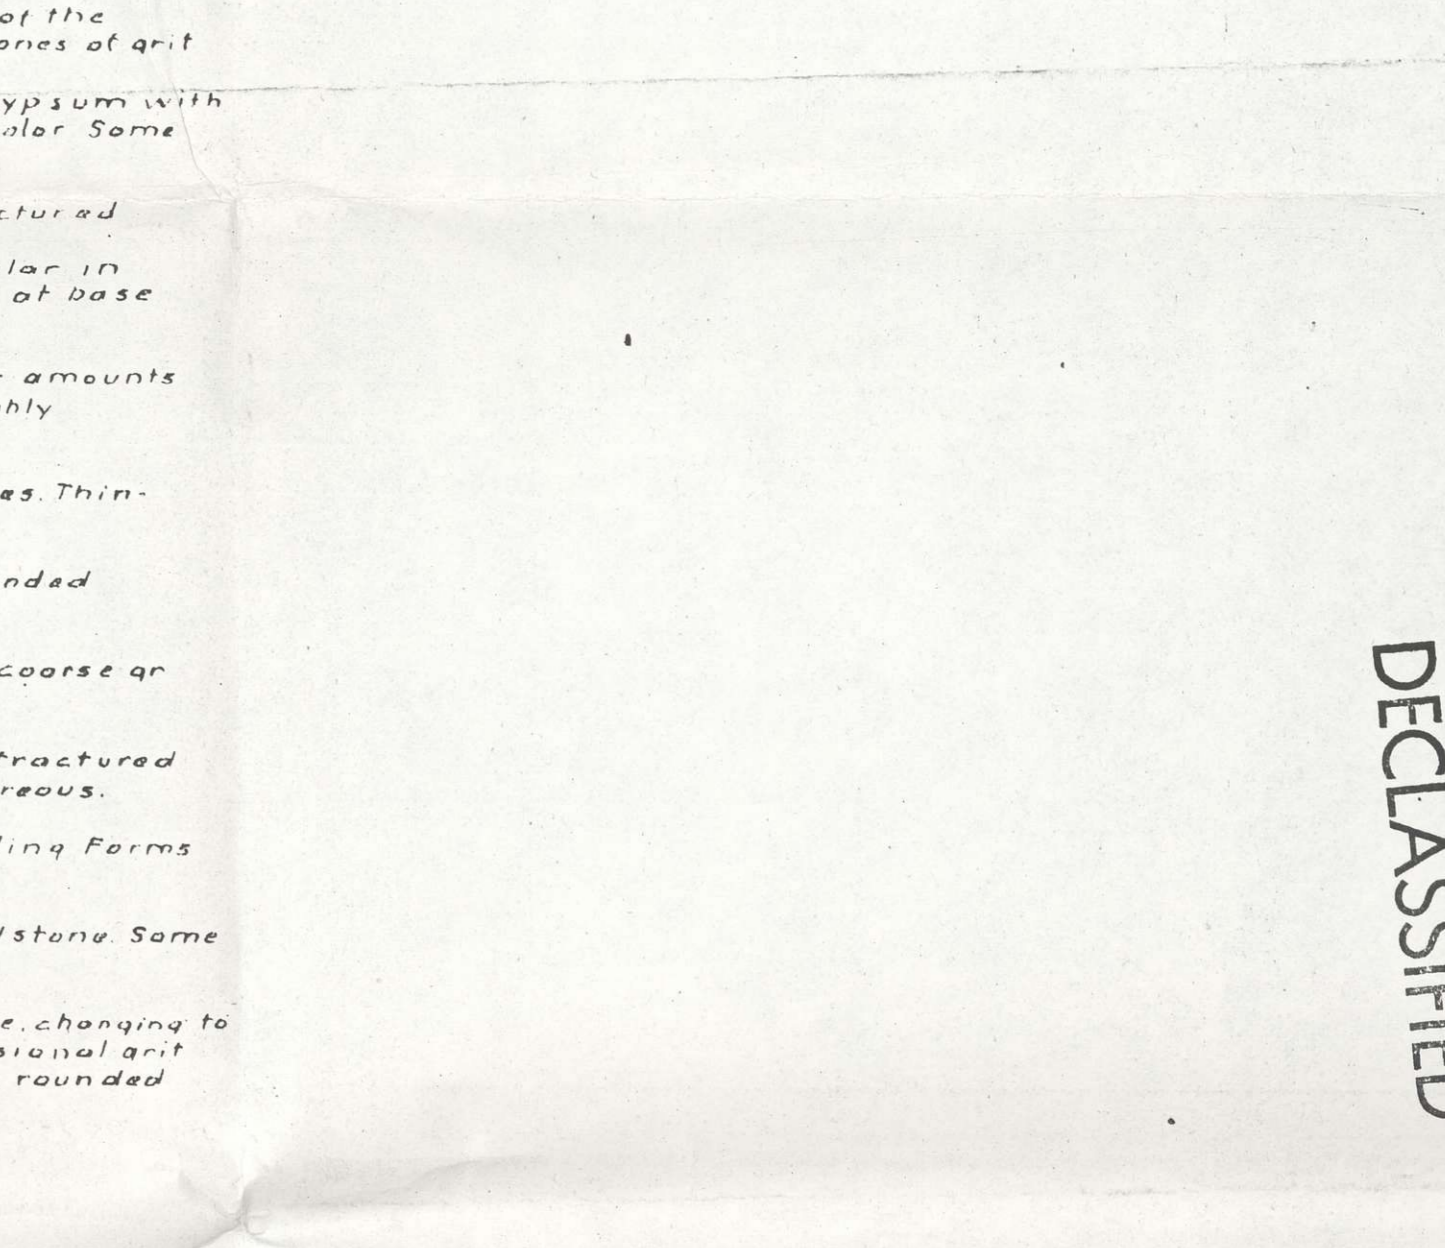 of the
ones of grit
ypsum with
olor Some
ctured
lar in
at base
amounts
hly
es. Thin-
nded
coarse gr
fractured
reous.
ling Forms
stone. Some
e, changing to
sional grit
rounded
DECLASSIFIED